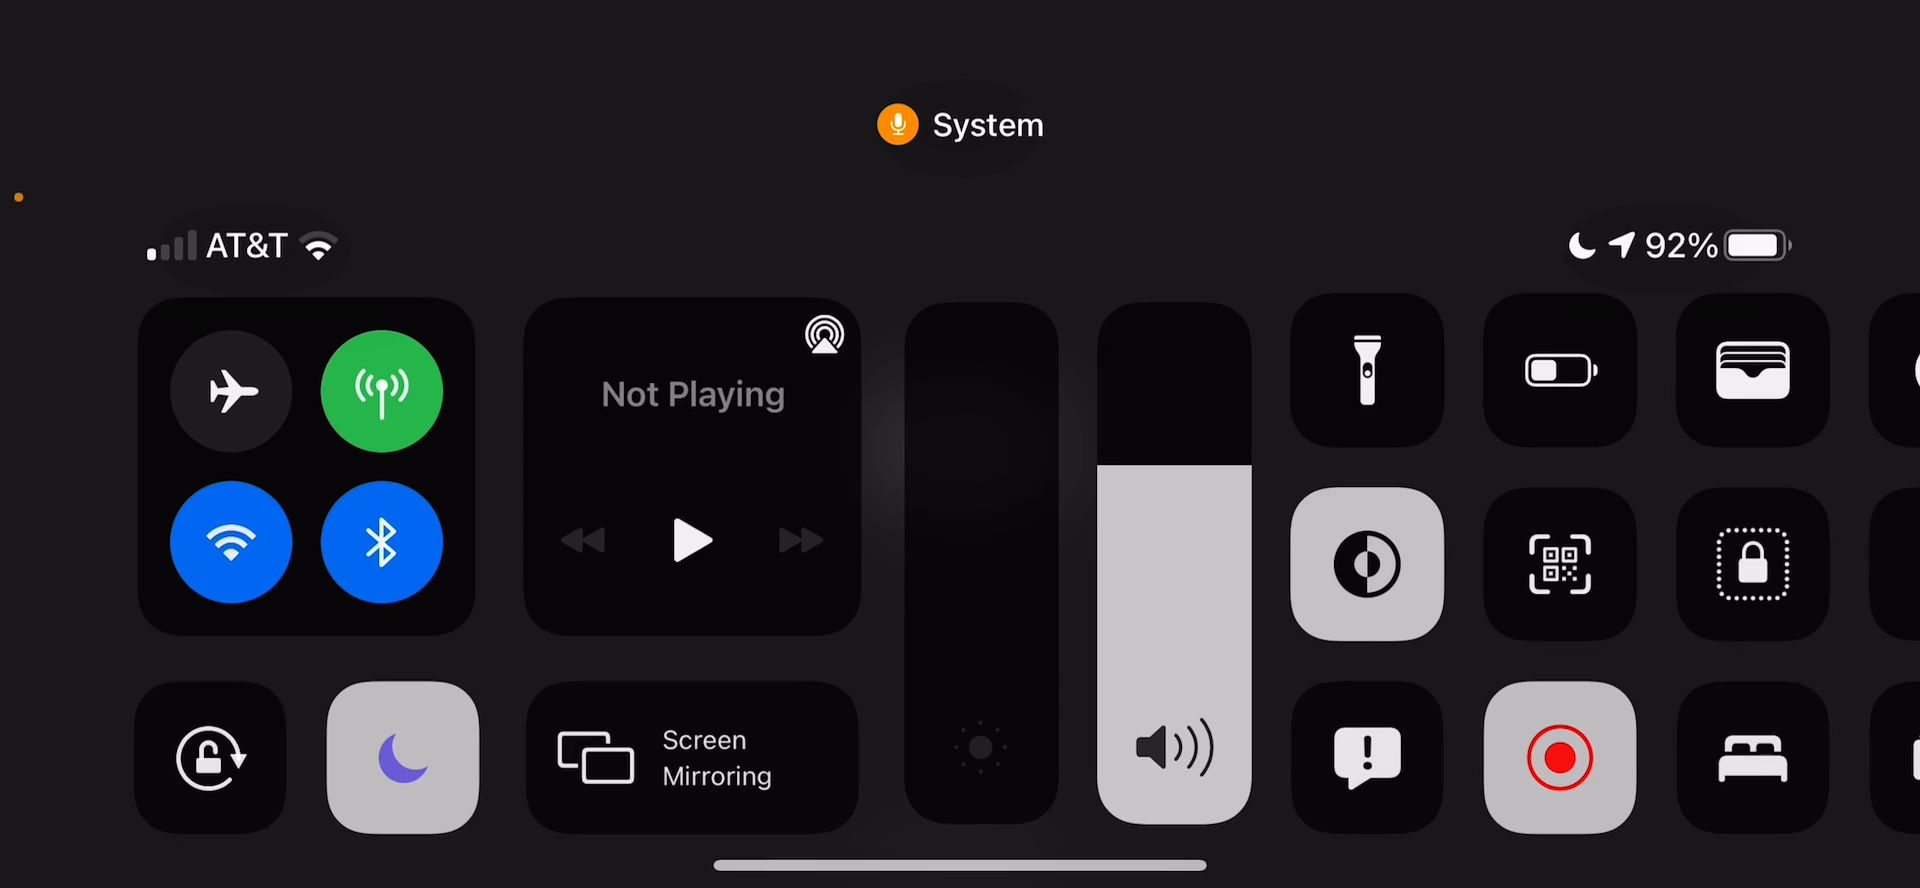 System
AT&T
92%
Not Playing
Screen
Mirroring